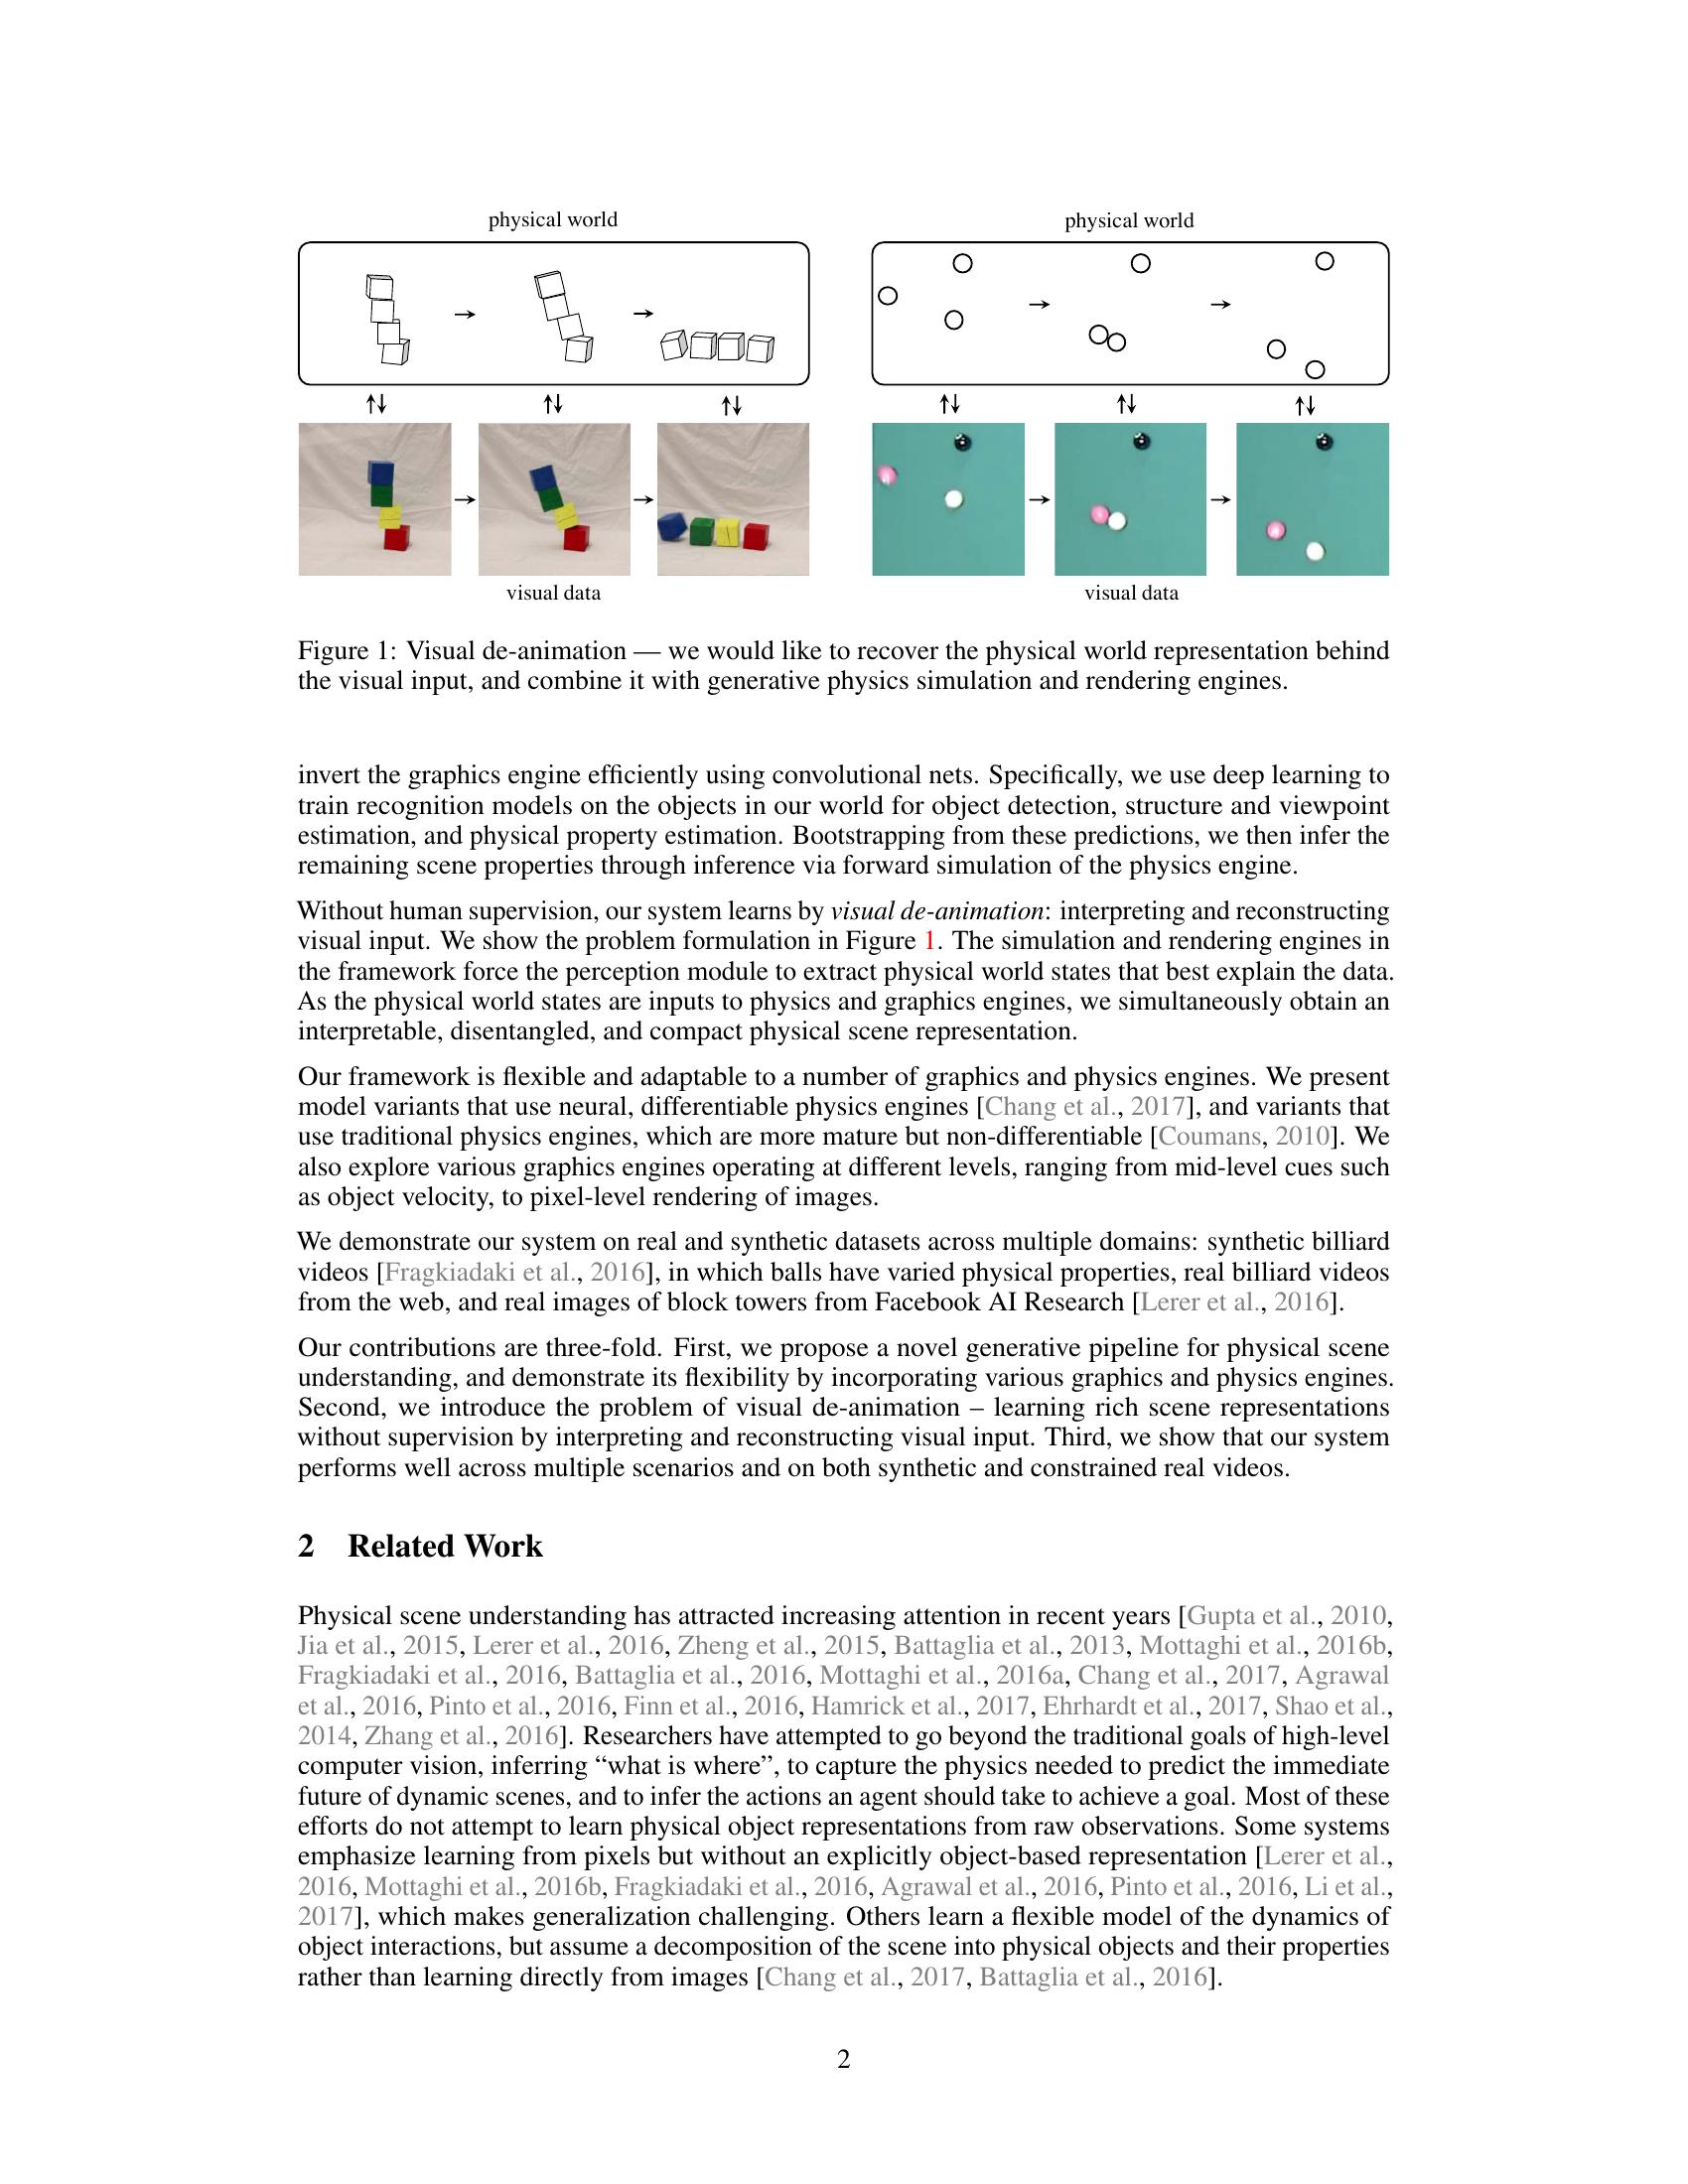 physical world
physical world
visual data
visual data
Figure 1: Visual de-animation — we would like to recover the physical world representation behind
the visual input, and combine it with generative physics simulation and rendering engines.
invert the graphics engine efficiently using convolutional nets. Specifically, we use deep learning to
train recognition models on the objects in our world for object detection, structure and viewpoint
estimation, and physical property estimation. Bootstrapping from these predictions, we then infer the
remaining scene properties through inference via forward simulation of the physics engine.
Without human supervision, our system learns by visual de-animation: interpreting and reconstructing
visual input. We show the problem formulation in Figure 1. The simulation and rendering engines in
the framework force the perception module to extract physical world states that best explain the data.
As the physical world states are inputs to physics and graphics engines, we simultaneously obtain an
interpretable, disentangled, and compact physical scene representation.
Our framework is flexible and adaptable to a number of graphics and physics engines. We present
model variants that use neural, differentiable physics engines [Chang et al., 2017], and variants that
use traditional physics engines, which are more mature but non-differentiable [Coumans, 2010]. We
also explore various graphics engines operating at different levels, ranging from mid-level cues such
as object velocity, to pixel-level rendering of images.
We demonstrate our system on real and synthetic datasets across multiple domains: synthetic billiard
videos [Fragkiadaki et al., 2016], in which balls have varied physical properties, real billiard videos
from the web, and real images of block towers from Facebook AI Research [Lerer et al., 2016].
Our contributions are three-fold. First, we propose a novel generative pipeline for physical scene
understanding, and demonstrate its flexibility by incorporating various graphics and physics engines.
Second, we introduce the problem of visual de-animation – learning rich scene representations
without supervision by interpreting and reconstructing visual input. Third, we show that our system
performs well across multiple scenarios and on both synthetic and constrained real videos.
2 Related Work
Physical scene understanding has attracted increasing attention in recent years [Gupta et al., 2010,
Jia et al., 2015, Lerer et al., 2016, Zheng et al., 2015, Battaglia et al., 2013, Mottaghi et al., 2016b,
Fragkiadaki et al., 2016, Battaglia et al., 2016, Mottaghi et al., 2016a, Chang et al., 2017, Agrawal
et al., 2016, Pinto et al., 2016, Finn et al., 2016, Hamrick et al., 2017, Ehrhardt et al., 2017, Shao et al.,
2014, Zhang et al., 2016]. Researchers have attempted to go beyond the traditional goals of high-level
computer vision, inferring “what is where”, to capture the physics needed to predict the immediate
future of dynamic scenes, and to infer the actions an agent should take to achieve a goal. Most of these
efforts do not attempt to learn physical object representations from raw observations. Some systems
emphasize learning from pixels but without an explicitly object-based representation [Lerer et al.,
2016, Mottaghi et al., 2016b, Fragkiadaki et al., 2016, Agrawal et al., 2016, Pinto et al., 2016, Li et al.,
2017], which makes generalization challenging. Others learn a flexible model of the dynamics of
object interactions, but assume a decomposition of the scene into physical objects and their properties
rather than learning directly from images [Chang et al., 2017, Battaglia et al., 2016].
2